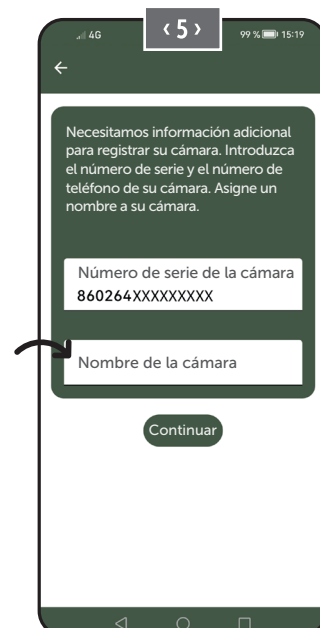 ‹ 5 ›
4G
99 % 15:19
Necesitamos información adicional
para registrar su cámara. Introduzca
el número de serie y el número de
teléfono de su cámara. Asigne un
nombre a su cámara.
Número de serie de la cámara
860264XXXXXXXXX
Nombre de la cámara
Continuar